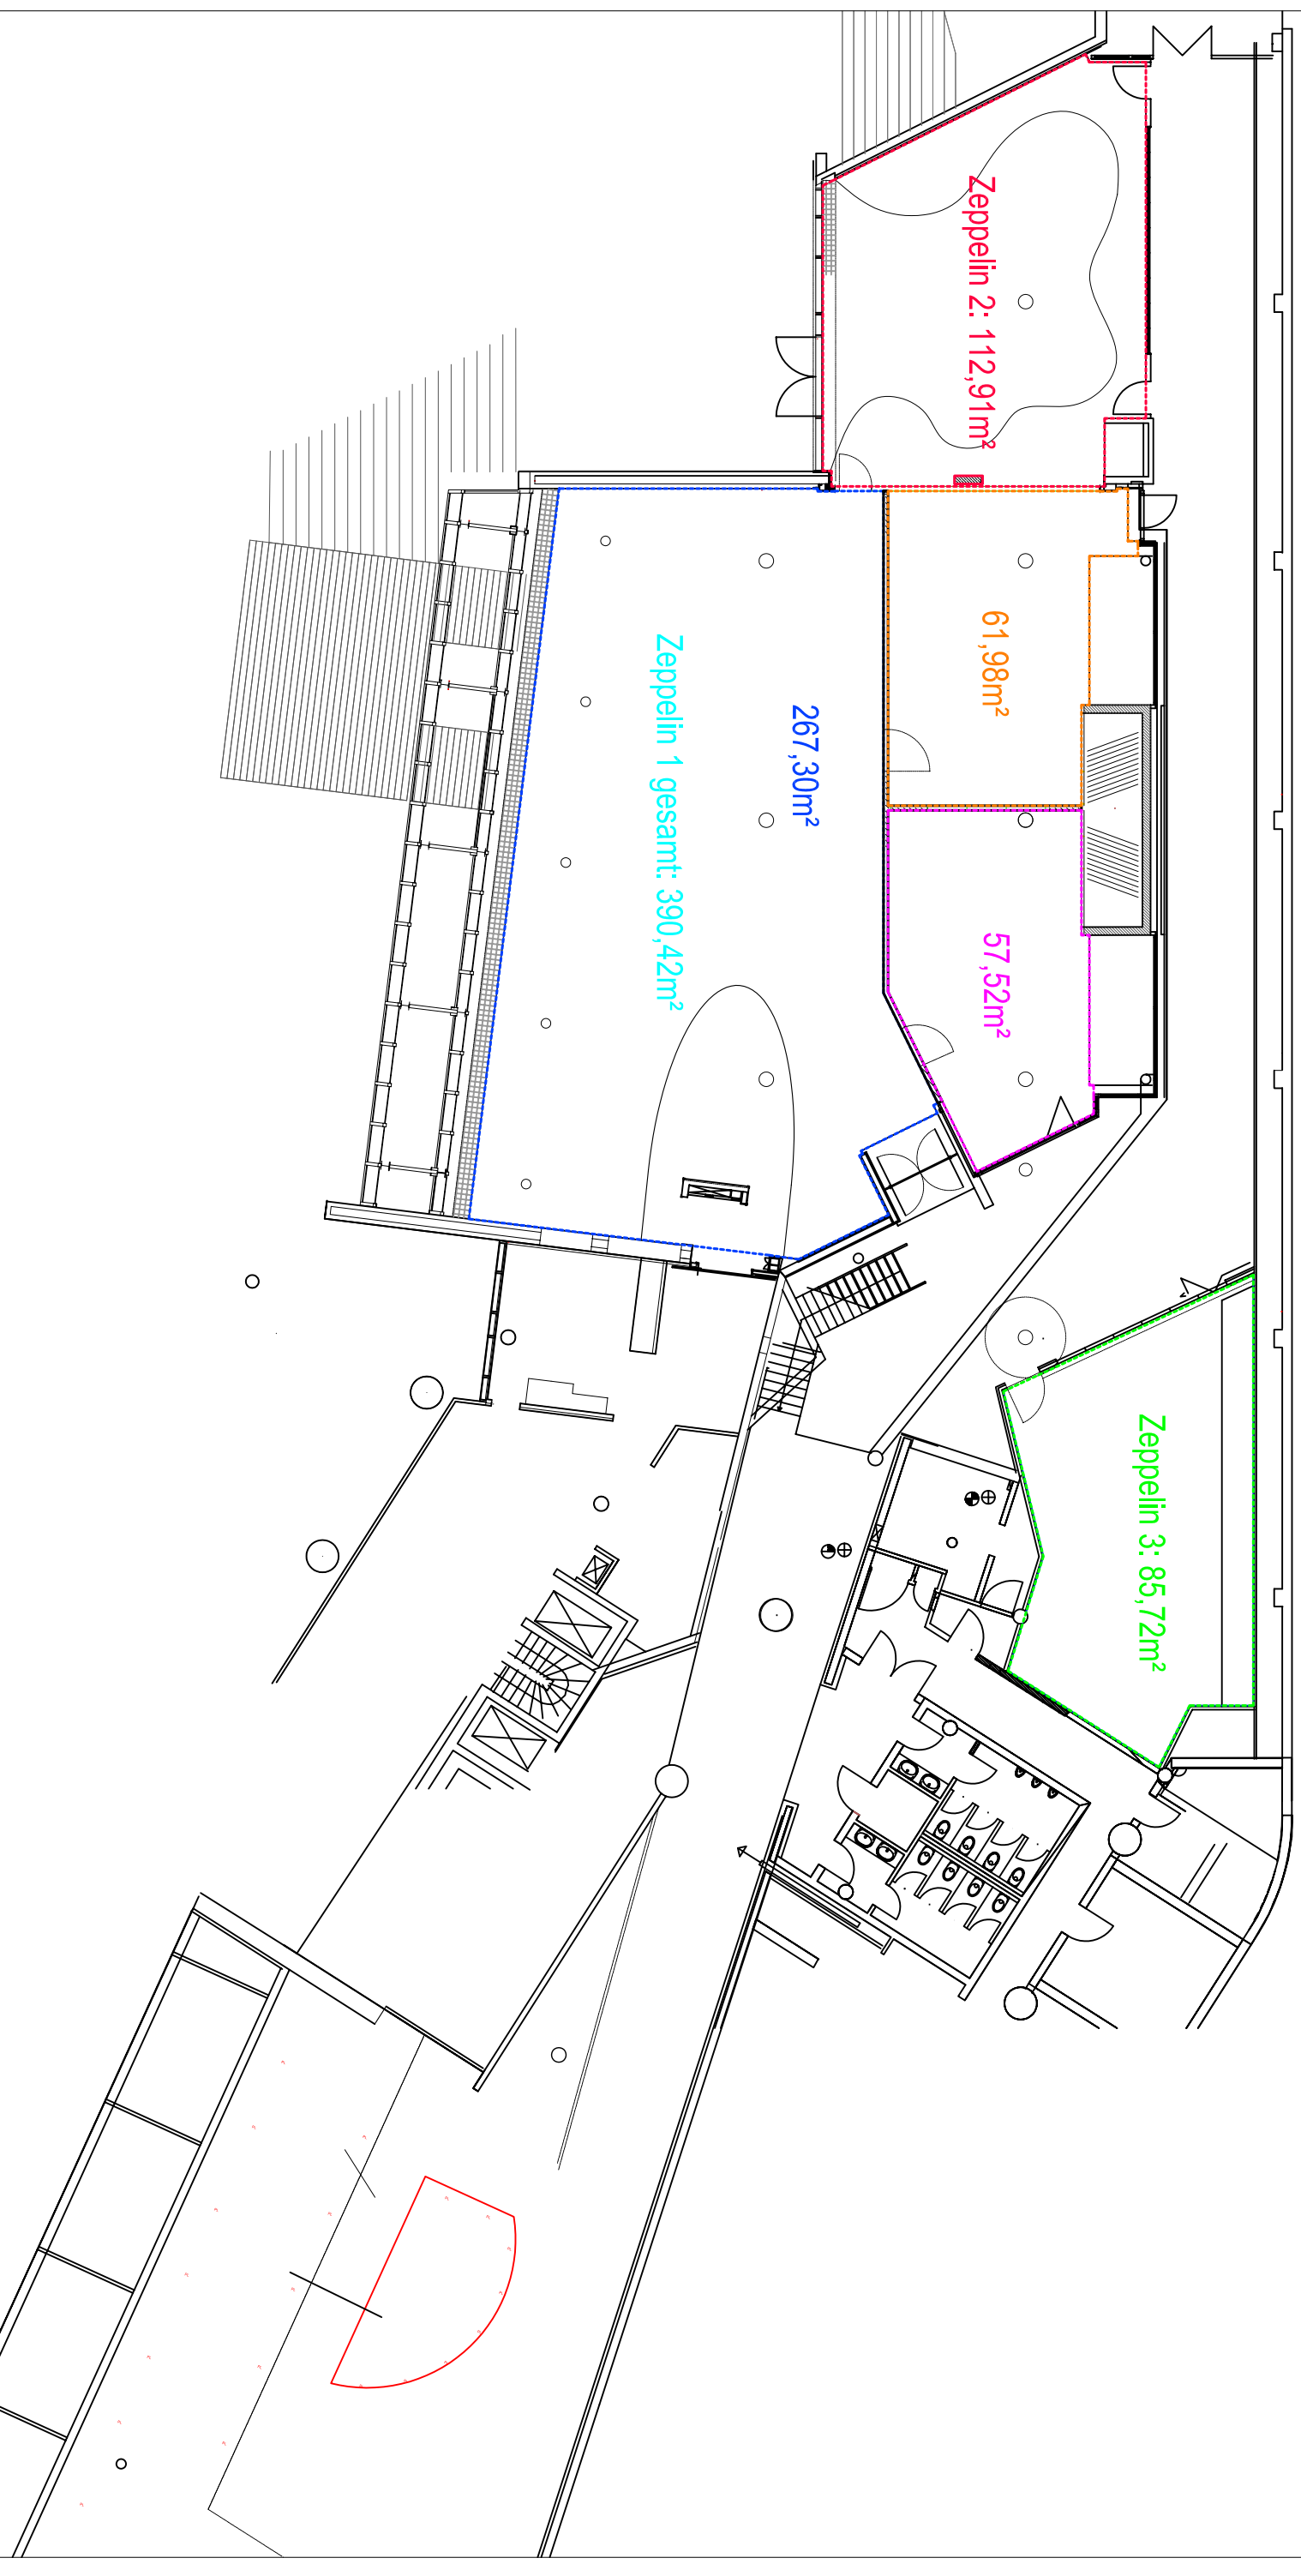 Zeppelin 2: 112,91m²
61,98m²
267,30m²
Zeppelin 1 gesamt: 390,42m²
57,52m²
Zeppelin 3: 85,72m²